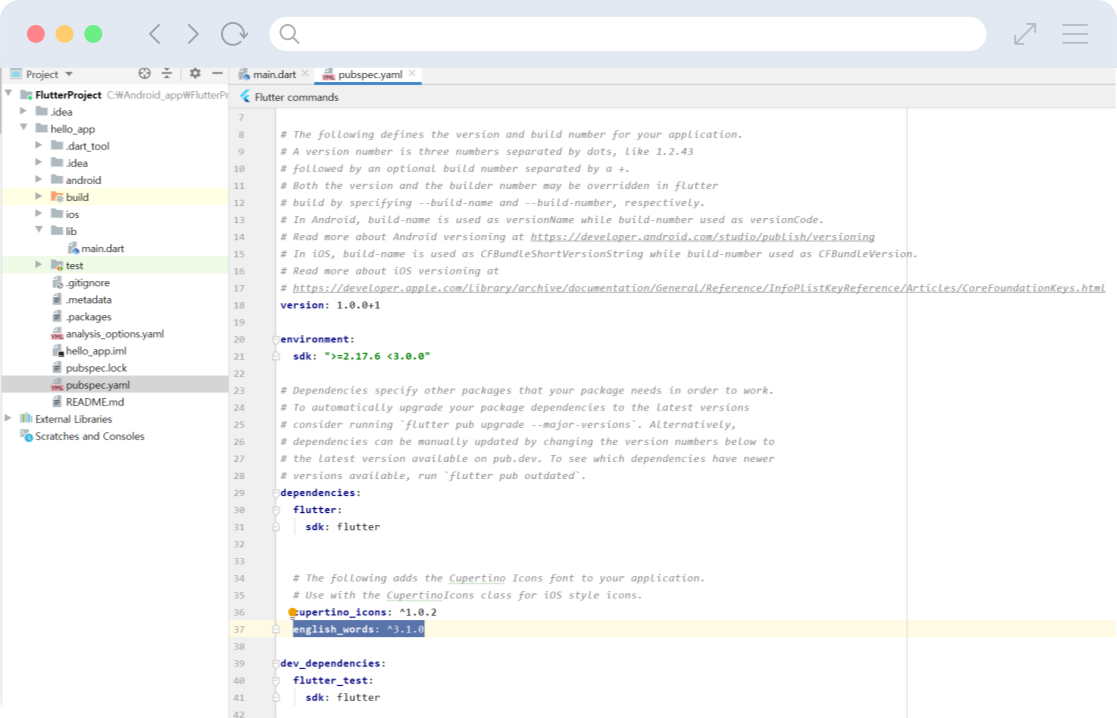 Project
main.dart
pubspec.yaml
FlutterProject C:₩Android_app₩FlutterPr
Flutter commands
.idea
hello_app
.dart_tool
.idea
android
build
ios
lib
main.dart
test
.gitignore
.metadata
.packages
analysis_options.yaml
hello_app.iml
pubspec.lock
pubspec.yaml
README.md
External Libraries
Scratches and Consoles
7
8 # The following defines the version and build number for your application.
9 # A version number is three numbers separated by dots, like 1.2.43
10 # followed by an optional build number separated by a +.
11 # Both the version and the builder number may be overridden in flutter
12 # build by specifying --build-name and --build-number, respectively.
13 # In Android, build-name is used as versionName while build-number used as versionCode.
14 # Read more about Android versioning at https://developer.android.com/studio/publish/versioning
15 # In iOS, build-name is used as CFBundleShortVersionString while build-number used as CFBundleVersion.
16 # Read more about iOS versioning at
17 # https://developer.apple.com/library/archive/documentation/General/Reference/InfoPlistKeyReference/Articles/CoreFoundationKeys.html
18 version: 1.0.0+1
19
20 environment:
21 sdk: ">=2.17.6 <3.0.0"
22
23 # Dependencies specify other packages that your package needs in order to work.
24 # To automatically upgrade your package dependencies to the latest versions
25 # consider running `flutter pub upgrade --major-versions`. Alternatively,
26 # dependencies can be manually updated by changing the version numbers below to
27 # the latest version available on pub.dev. To see which dependencies have newer
28 # versions available, run `flutter pub outdated`.
29 dependencies:
30 flutter:
31 sdk: flutter
32
33
34 # The following adds the Cupertino Icons font to your application.
35 # Use with the CupertinoIcons class for iOS style icons.
36 cupertino_icons: ^1.0.2
37 english_words: ^3.1.0
38
39 dev_dependencies:
40 flutter_test:
41 sdk: flutter
42